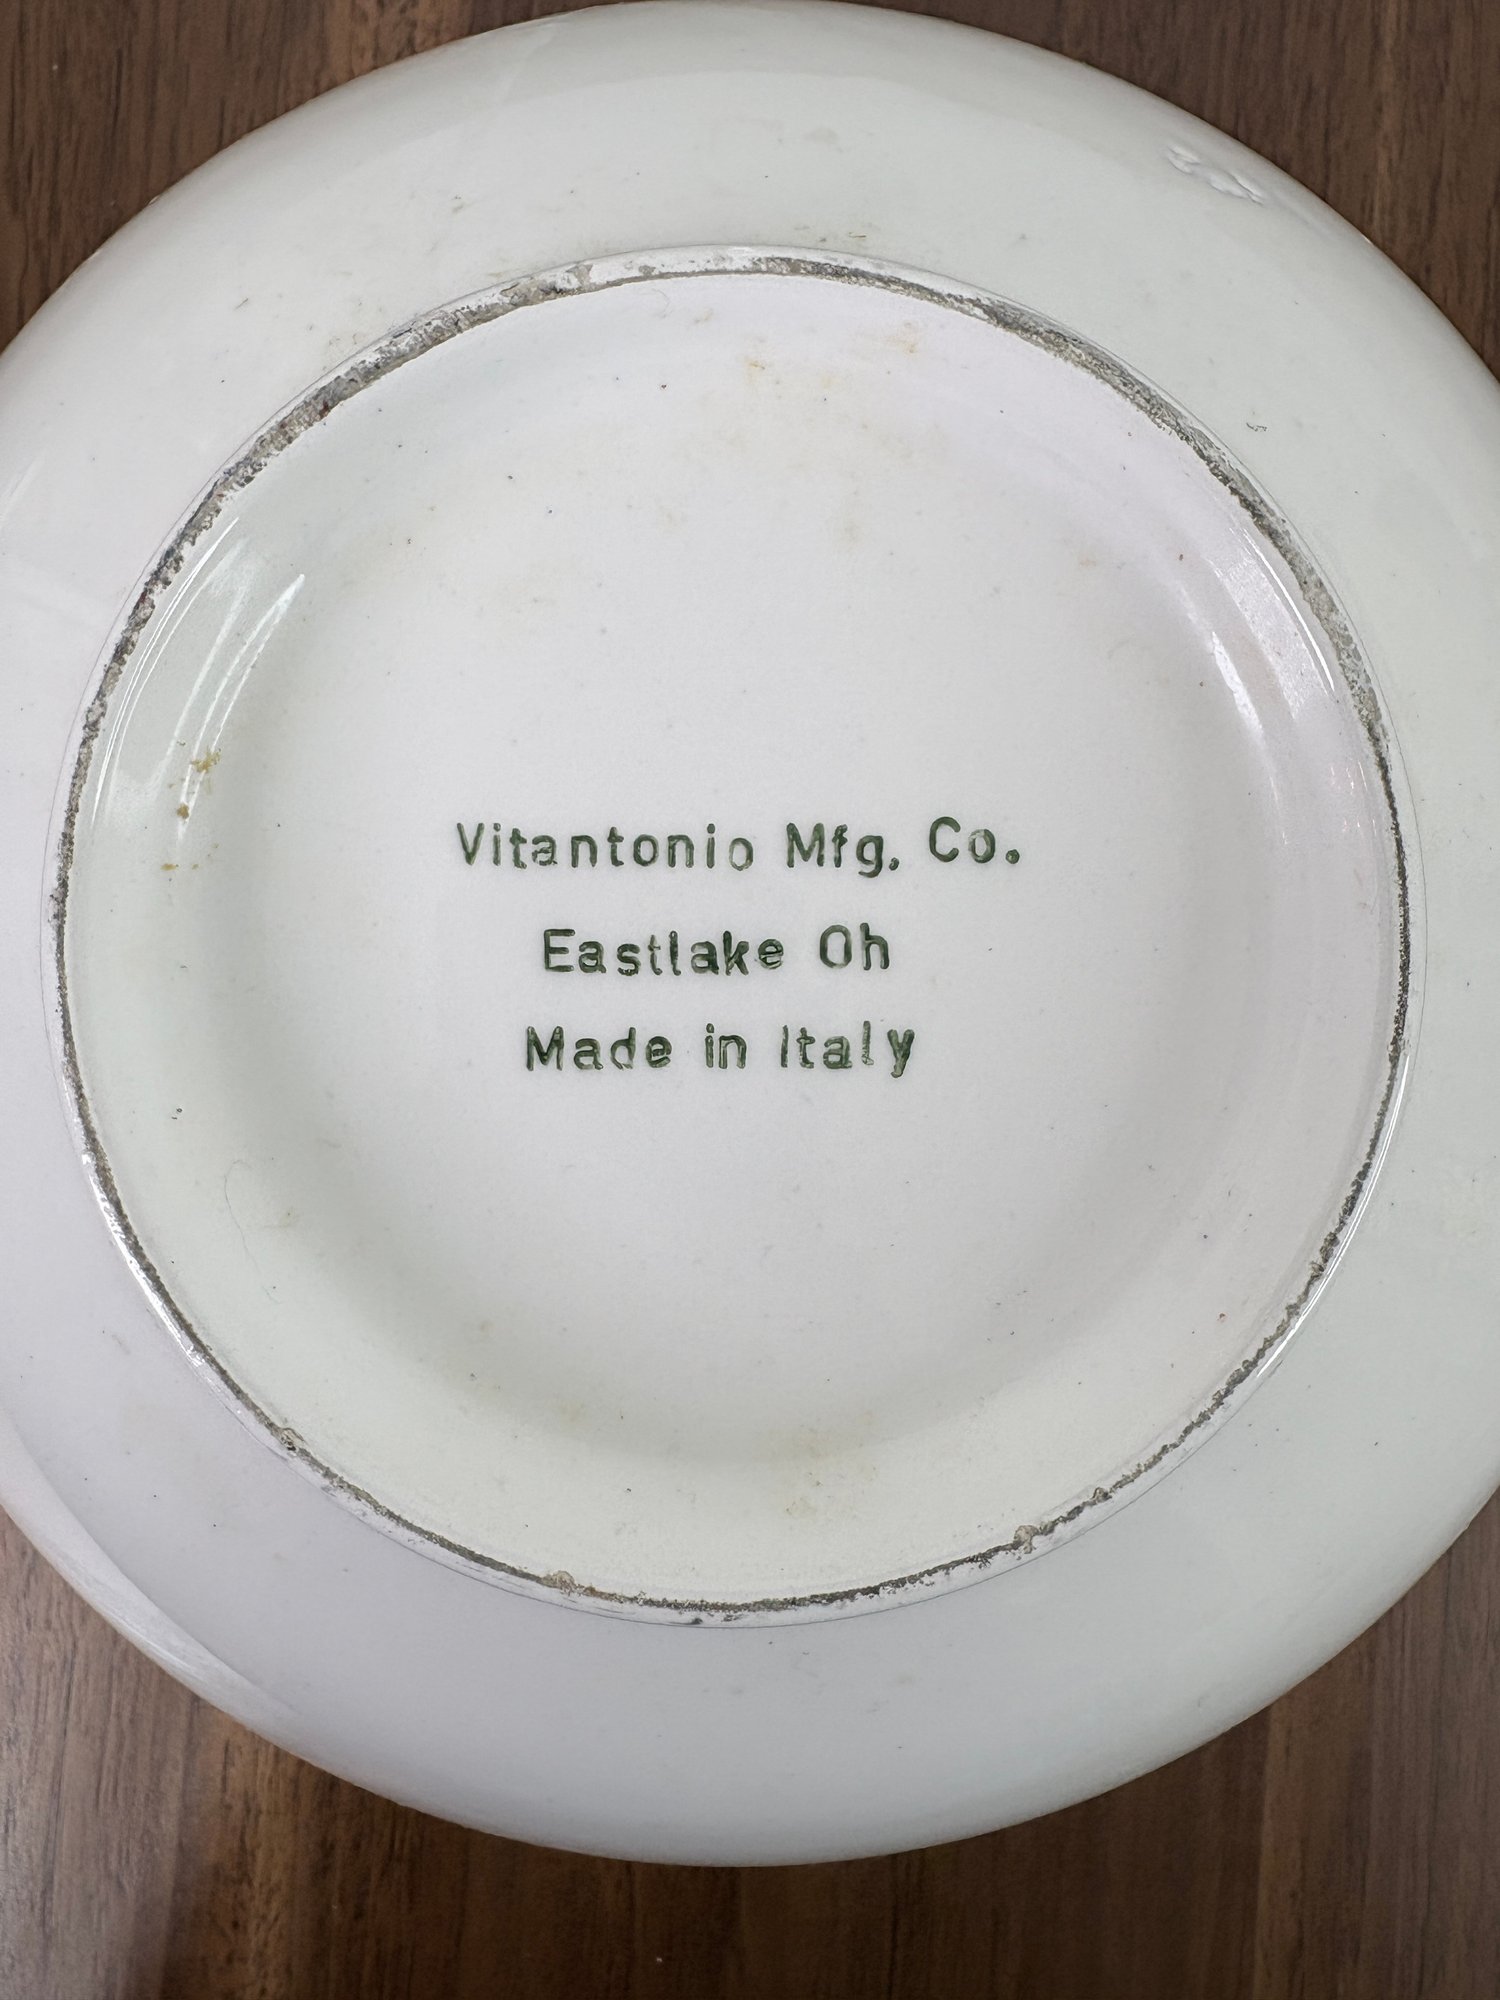 Vitantonio Mfg. Co.
Eastlake Oh
Made in Italy